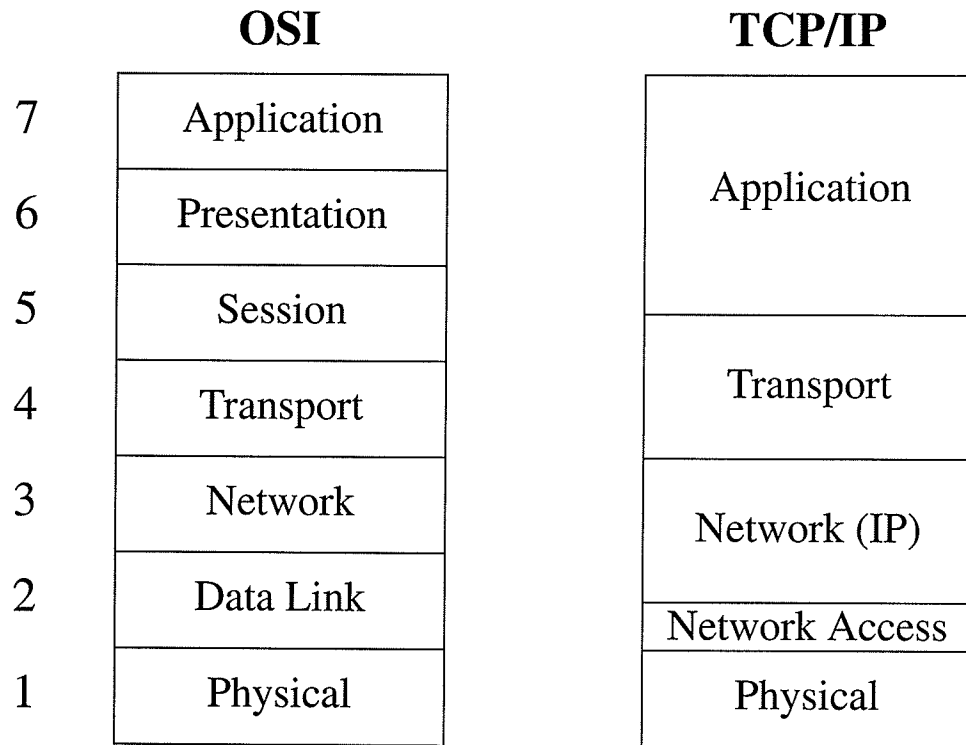 OSI
TCP/IP
7
Application
6
Presentation
5
Session
4
Transport
3
Network
2
Data Link
1
Physical
Application
Transport
Network (IP)
Network Access
Physical